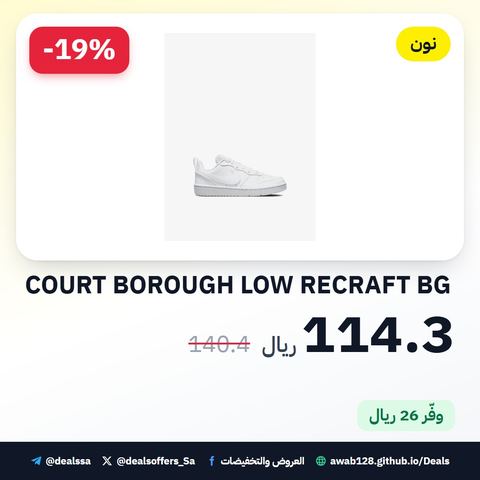 -19%
نون
COURT BOROUGH LOW RECRAFT BG
114.3 ريال 140.4
وفّر 26 ريال
@dealssa @dealsoffers_Sa العروض والتخفيضات awab128.github.io/Deals